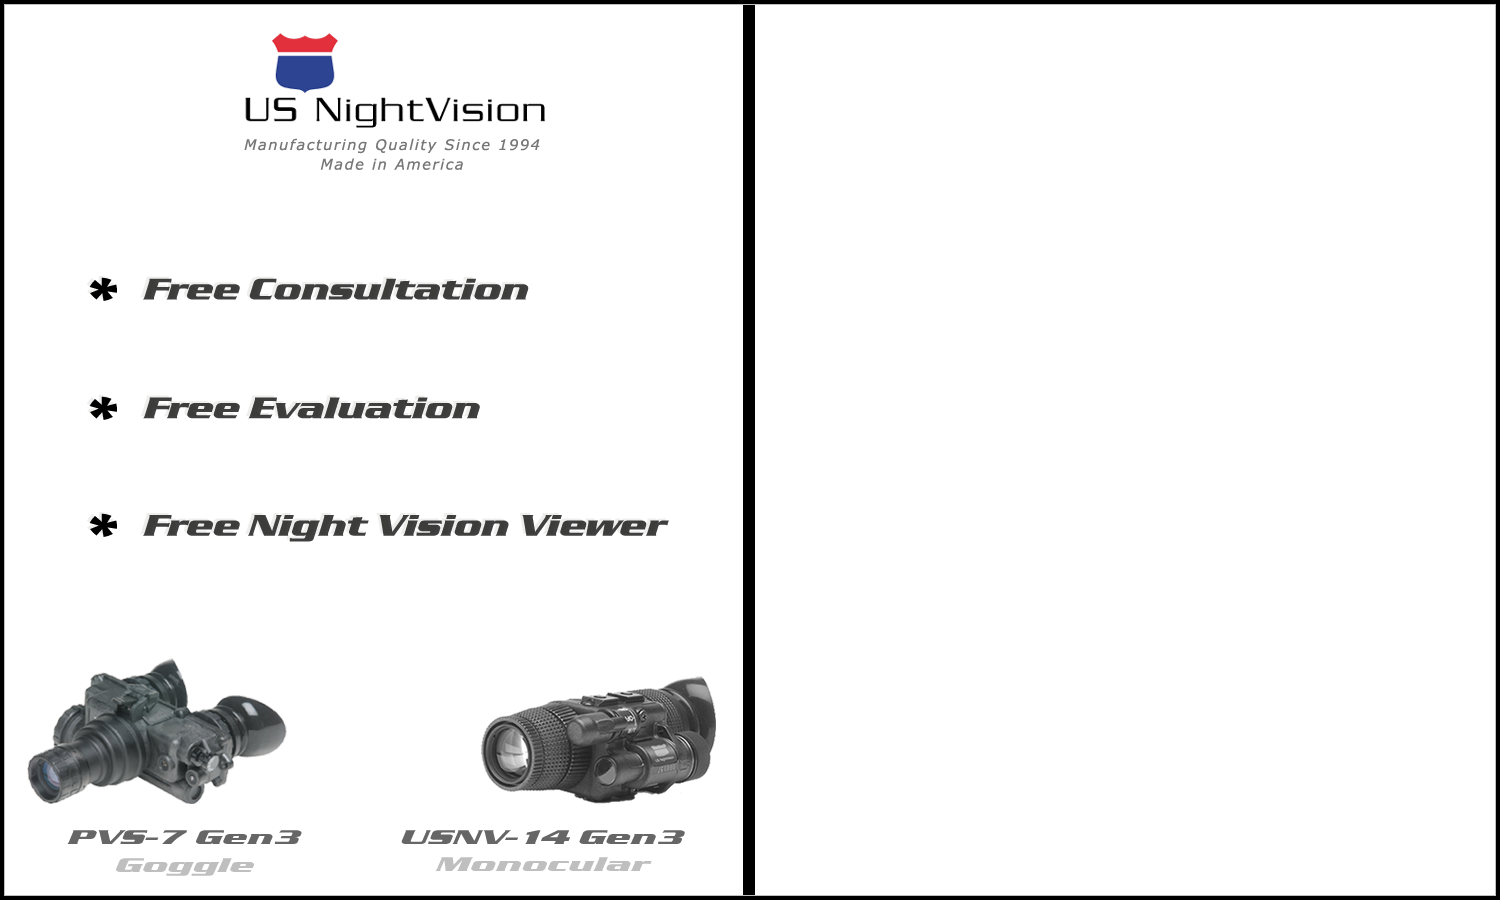 US NightVision
Manufacturing Quality Since 1994
Made in America
* Free Consultation
* Free Evaluation
* Free Night Vision Viewer
PVS-7 Gen3
Goggle
USNV-14 Gen3
Monocular